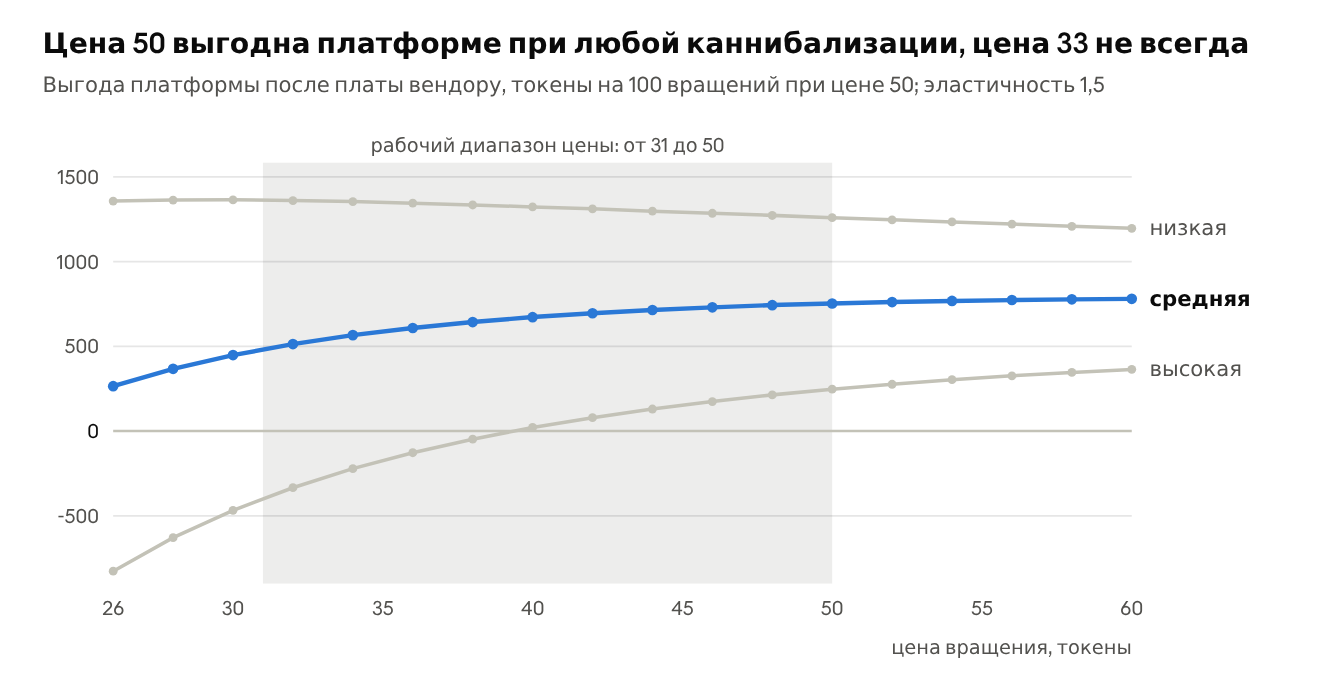 Цена 50 выгодна платформе при любой каннибализации, цена 33 не всегда
Выгода платформы после платы вендору, токены на 100 вращений при цене 50; эластичность 1,5
рабочий диапазон цены: от 31 до 50
1500
низкая
1000
средняя
500
высокая
0
-500
26 30 35 40 45 50 55 60
цена вращения, токены